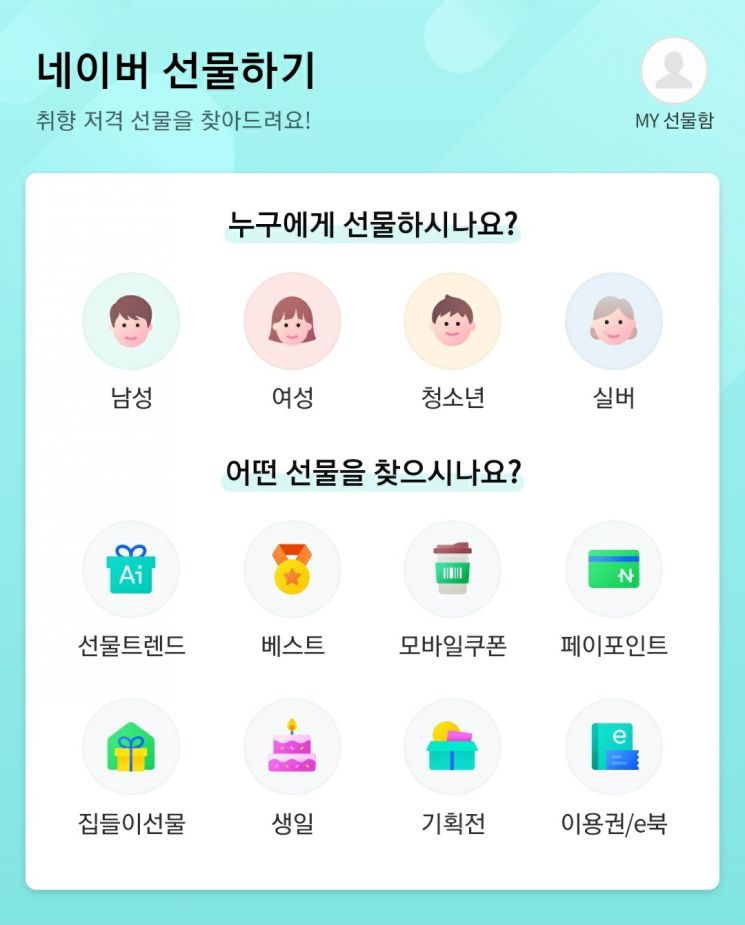 네이버 선물하기
취향 저격 선물을 찾아드려요!
MY 선물함
누구에게 선물하시나요?
남성 여성 청소년 실버
어떤 선물을 찾으시나요?
Ai
N
선물트렌드 베스트 모바일쿠폰 페이포인트
e
집들이선물 생일 기획전 이용권/e북